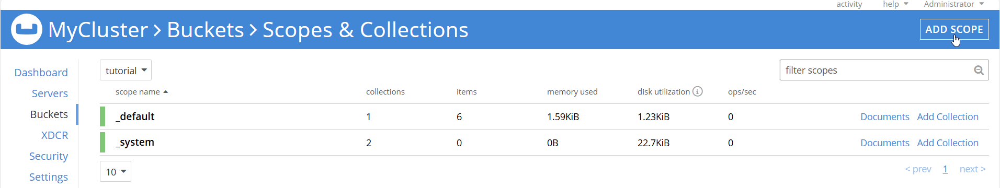 activity help Administrator
MyCluster > Buckets > Scopes & Collections ADD SCOPE
Dashboard
Servers
Buckets
XDCR
Security
Settings
tutorial filter scopes
scope name collections items memory used disk utilization ops/sec
_default 1 6 1.59KiB 1.23KiB 0 Documents Add Collection
_system 2 0 0B 22.7KiB 0 Documents Add Collection
10 < prev 1 next >